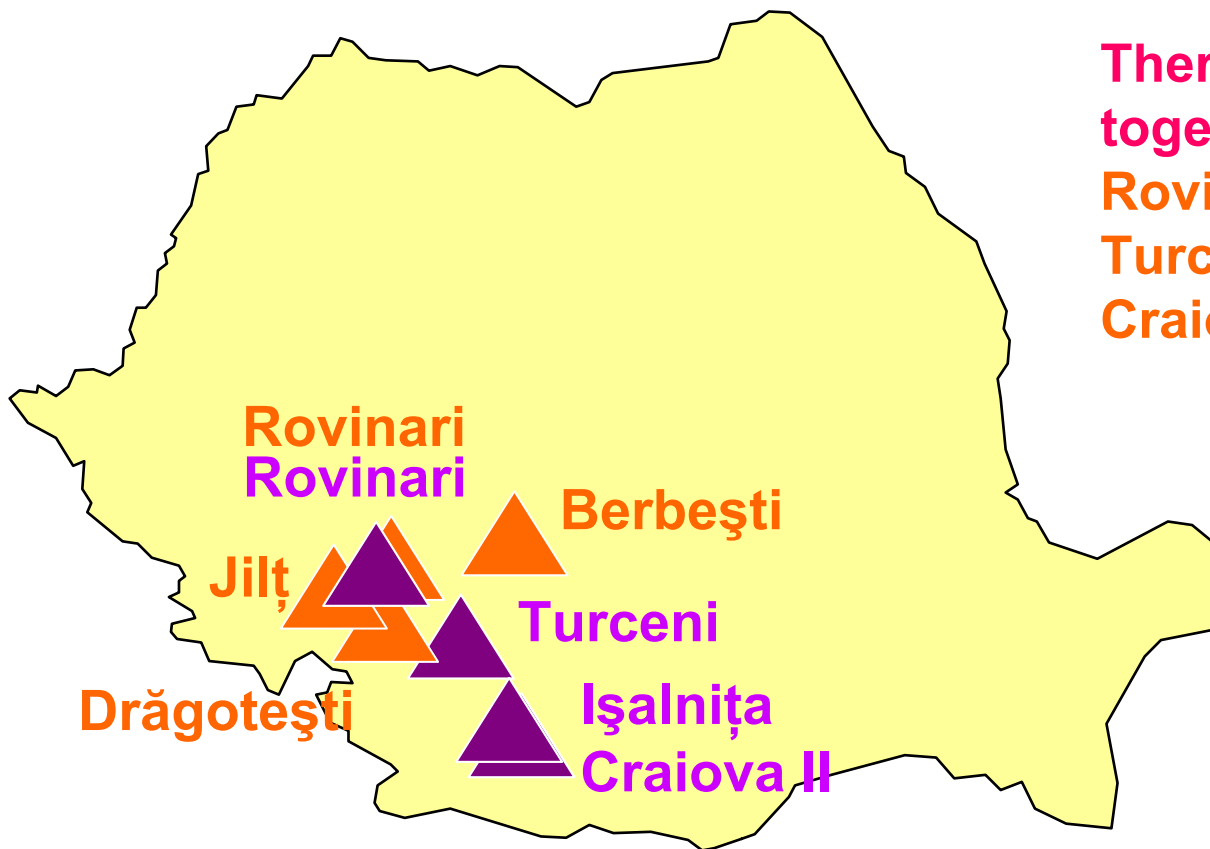 Rovinari
Rovinari
Berbeşti
Jilț
Turceni
Drăgoteşti
Işalnița
Craiova II